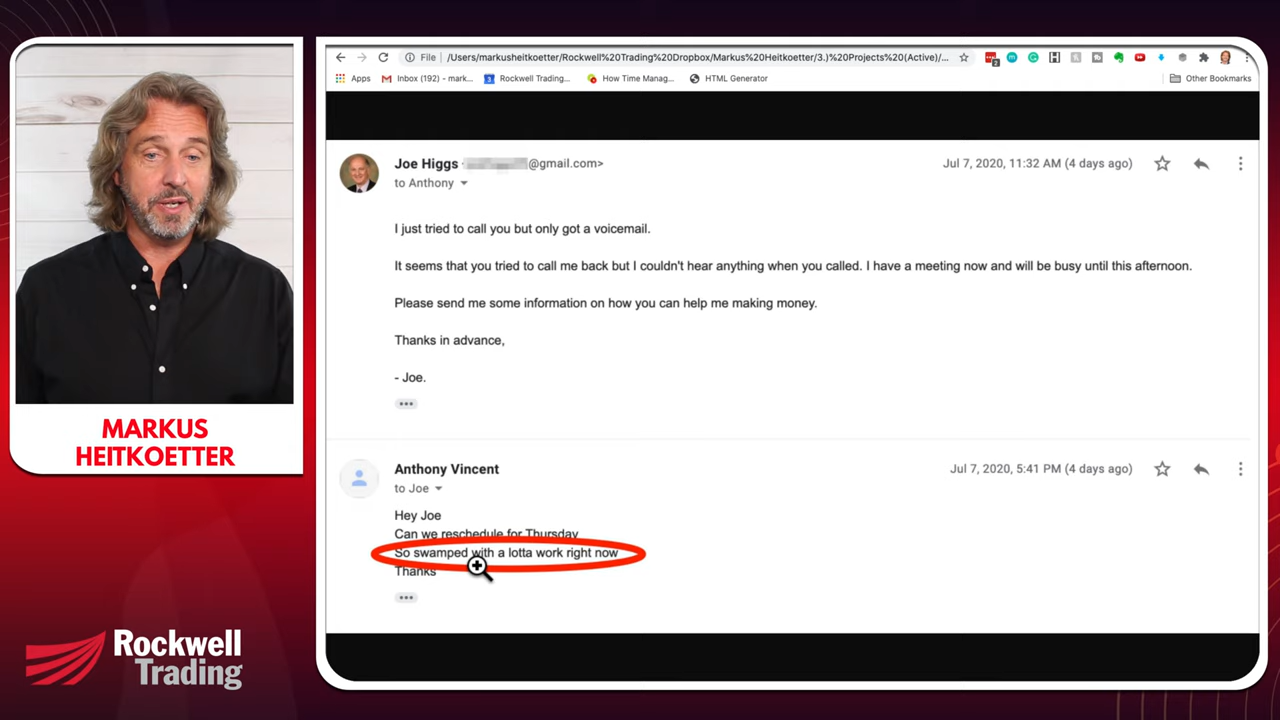 File
/Users/markusheitkoetter/Rockwell%20Trading%20Dropbox/Markus%20Heitkoetter/3.)%20Projects%20(Active)/...
Apps
Inbox (192) - mark...
3
Rockwell Trading...
How Time Manag...
HTML Generator
Other Bookmarks
Joe Higgs
@gmail.com>
Jul 7, 2020, 11:32 AM (4 days ago)
to Anthony
I just tried to call you but only got a voicemail.
It seems that you tried to call me back but I couldn't hear anything when you called. I have a meeting now and will be busy until this afternoon.
Please send me some information on how you can help me making money.
Thanks in advance,
- Joe.
Anthony Vincent
Jul 7, 2020, 5:41 PM (4 days ago)
to Joe
Hey Joe
Can we reschedule for Thursday
So swamped with a lotta work right now
Thanks
MARKUS
HEITKOETTER
Rockwell
Trading